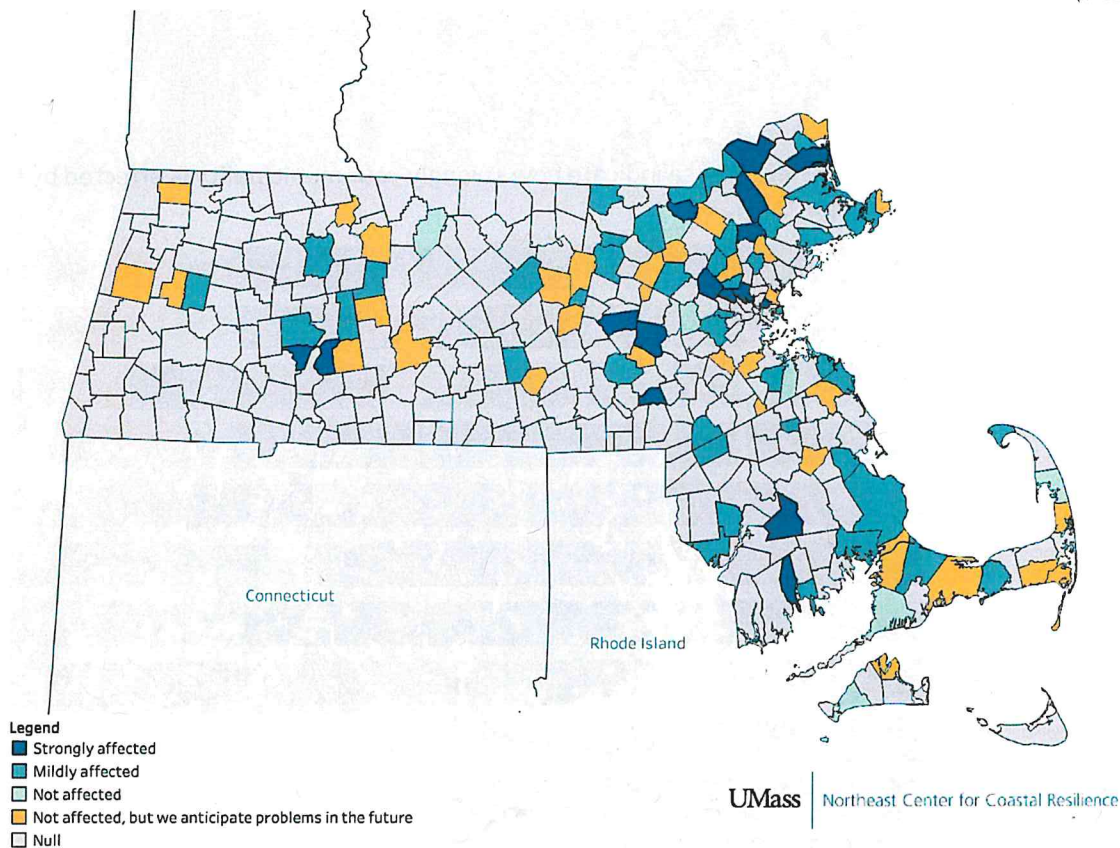 Connecticut
Rhode Island
Legend
Strongly affected
Mildly affected
Not affected
Not affected, but we anticipate problems in the future
Null
UMass | Northeast Center for Coastal Resilience